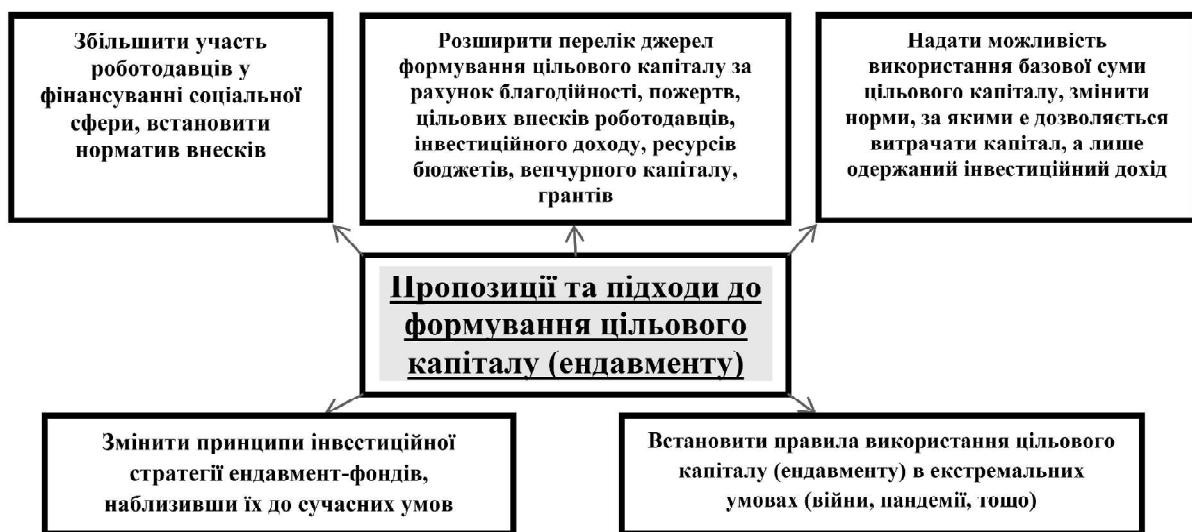 Збільшити участь
роботодавців у
фінансуванні соціальної
сфери, встановити
норматив внесків
Розширити перелік джерел
формування цільового капіталу за
рахунок благодійності, пожертв,
цільових внесків роботодавців,
інвестиційного доходу, ресурсів
бюджетів, венчурного капіталу,
грантів
Надати можливість
використання базової суми
цільового капіталу, змінити
норми, за якими е дозволяється
витрачати капітал, а лише
одержаний інвестиційний дохід
Пропозиції та підходи до
формування цільового
капіталу (ендавменту)
Змінити принципи інвестиційної
стратегії ендавмент-фондів,
наблизивши їх до сучасних умов
Встановити правила використання цільового
капіталу (ендавменту) в екстремальних
умовах (війни, пандемії, тощо)